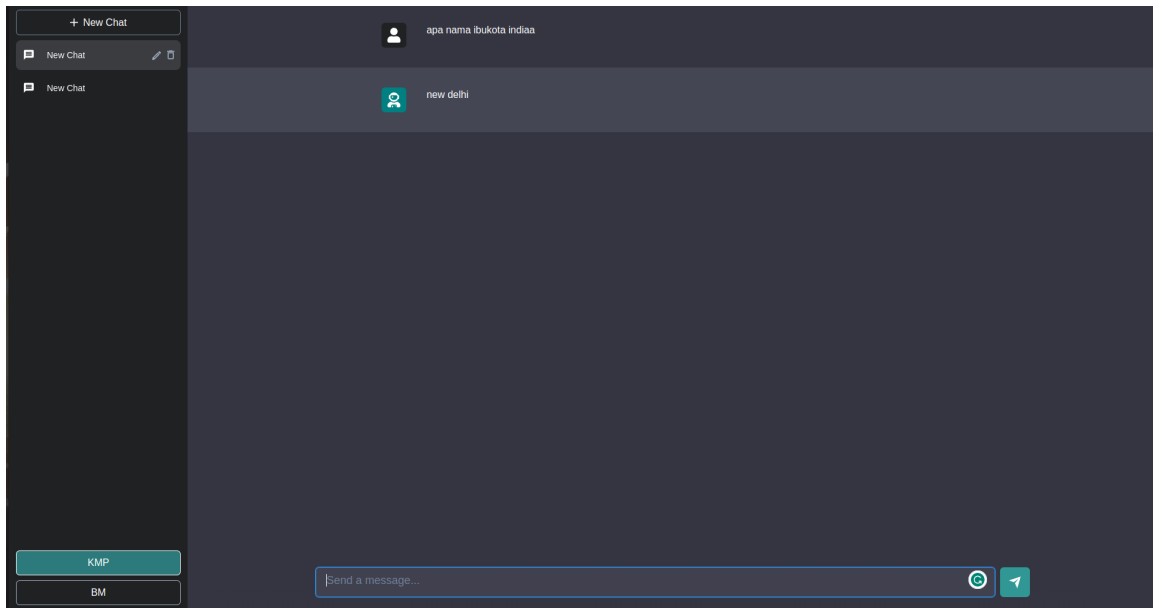 + New Chat
New Chat
New Chat
KMP
BM
apa nama ibukota indiaa
new delhi
Send a message...